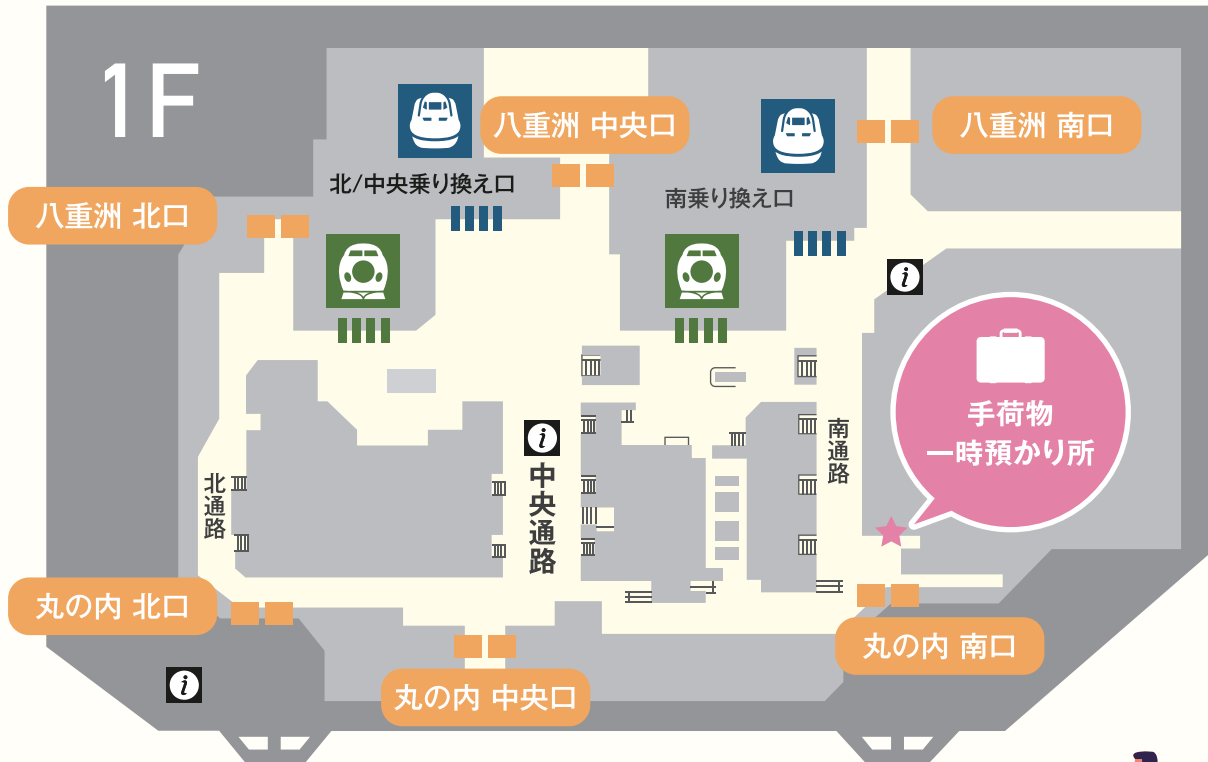 1F
八重洲 中央口
八重洲 南口
北/中央乗り換え口
南乗り換え口
八重洲 北口
手荷物
一時預かり所
南通路
中央通路
北通路
丸の内 北口
丸の内 南口
丸の内 中央口